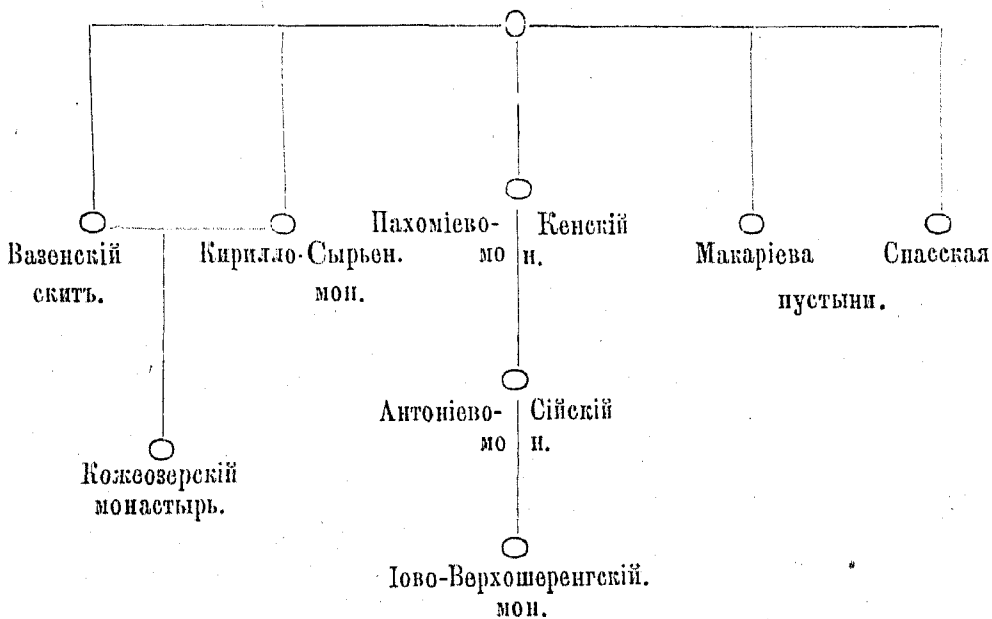 Пахоміево- Кенскій
мо н.
Вазенскій
скитъ.
Кирилло-Сырьен.
мон.
Макаріева Спасская
пустыни.
Антоніево- Сійскій
мо н.
Кожеозерскій
монастырь.
Іово-Верхошеренгскій.
мон.